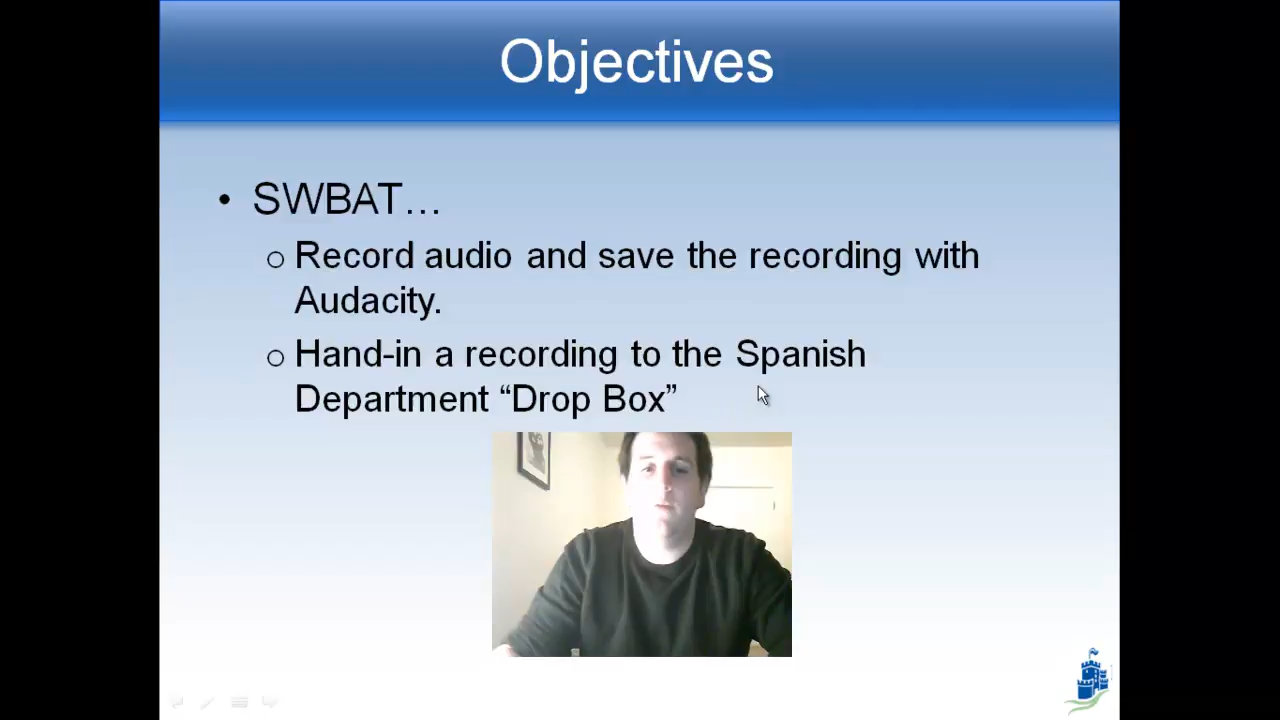 Objectives
• SWBAT…
o Record audio and save the recording with
Audacity.
o Hand-in a recording to the Spanish
Department “Drop Box”